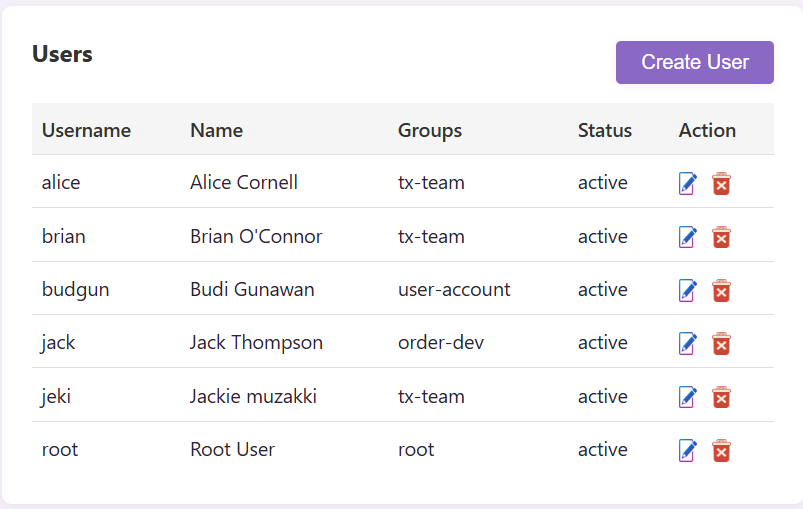 Users
Create User
Username Name Groups Status Action
alice Alice Cornell tx-team active
brian Brian O'Connor tx-team active
budgun Budi Gunawan user-account active
jack Jack Thompson order-dev active
jeki Jackie muzakki tx-team active
root Root User root active